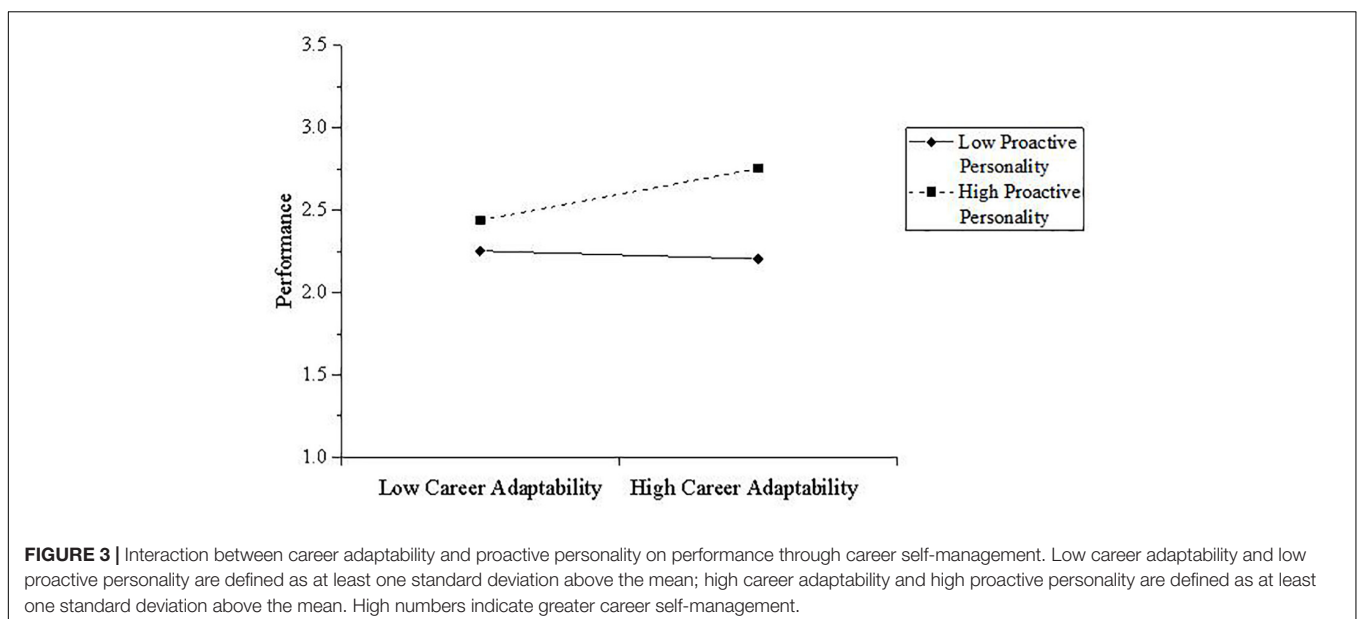 3.5
3.0
2.5
2.0
1.5
1.0
Performance
Low Career Adaptability High Career Adaptability
Low Proactive
Personality
High Proactive
Personality
FIGURE 3 | Interaction between career adaptability and proactive personality on performance through career self-management. Low career adaptability and low
proactive personality are defined as at least one standard deviation above the mean; high career adaptability and high proactive personality are defined as at least
one standard deviation above the mean. High numbers indicate greater career self-management.